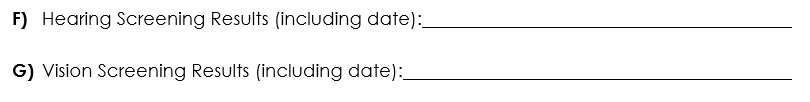 F) Hearing Screening Results (including date):
G) Vision Screening Results (including date):